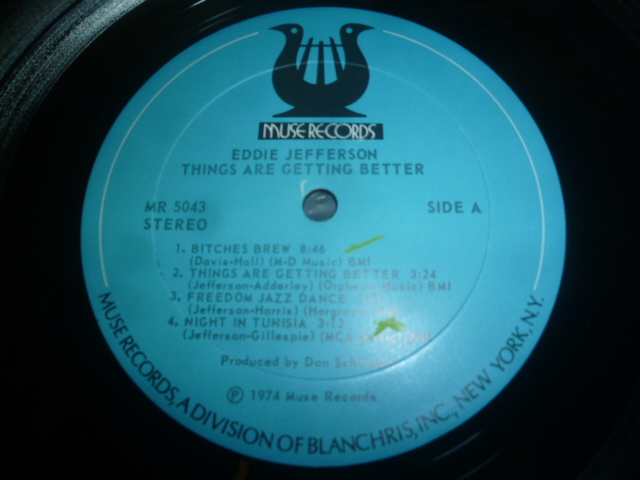 MUSE RECORDS
EDDIE JEFFERSON
THINGS ARE GETTING BETTER
MR 5043
STEREO
SIDE A
1. BITCHES BREW 8:46
(Davis-Hall) (M-D Music) BMI
2. THINGS ARE GETTING BETTER 3:24
(Jefferson-Adderley) (Orpheum Music) BMI
3. FREEDOM JAZZ DANCE
(Jefferson-Harris)
4. NIGHT IN TUNISIA 3:13
(Jefferson-Gillespie)
Produced by Don
℗ 1974 Muse Records
MUSE RECORDS, A DIVISION OF BLANCHRIS, INC., NEW YORK, N.Y.